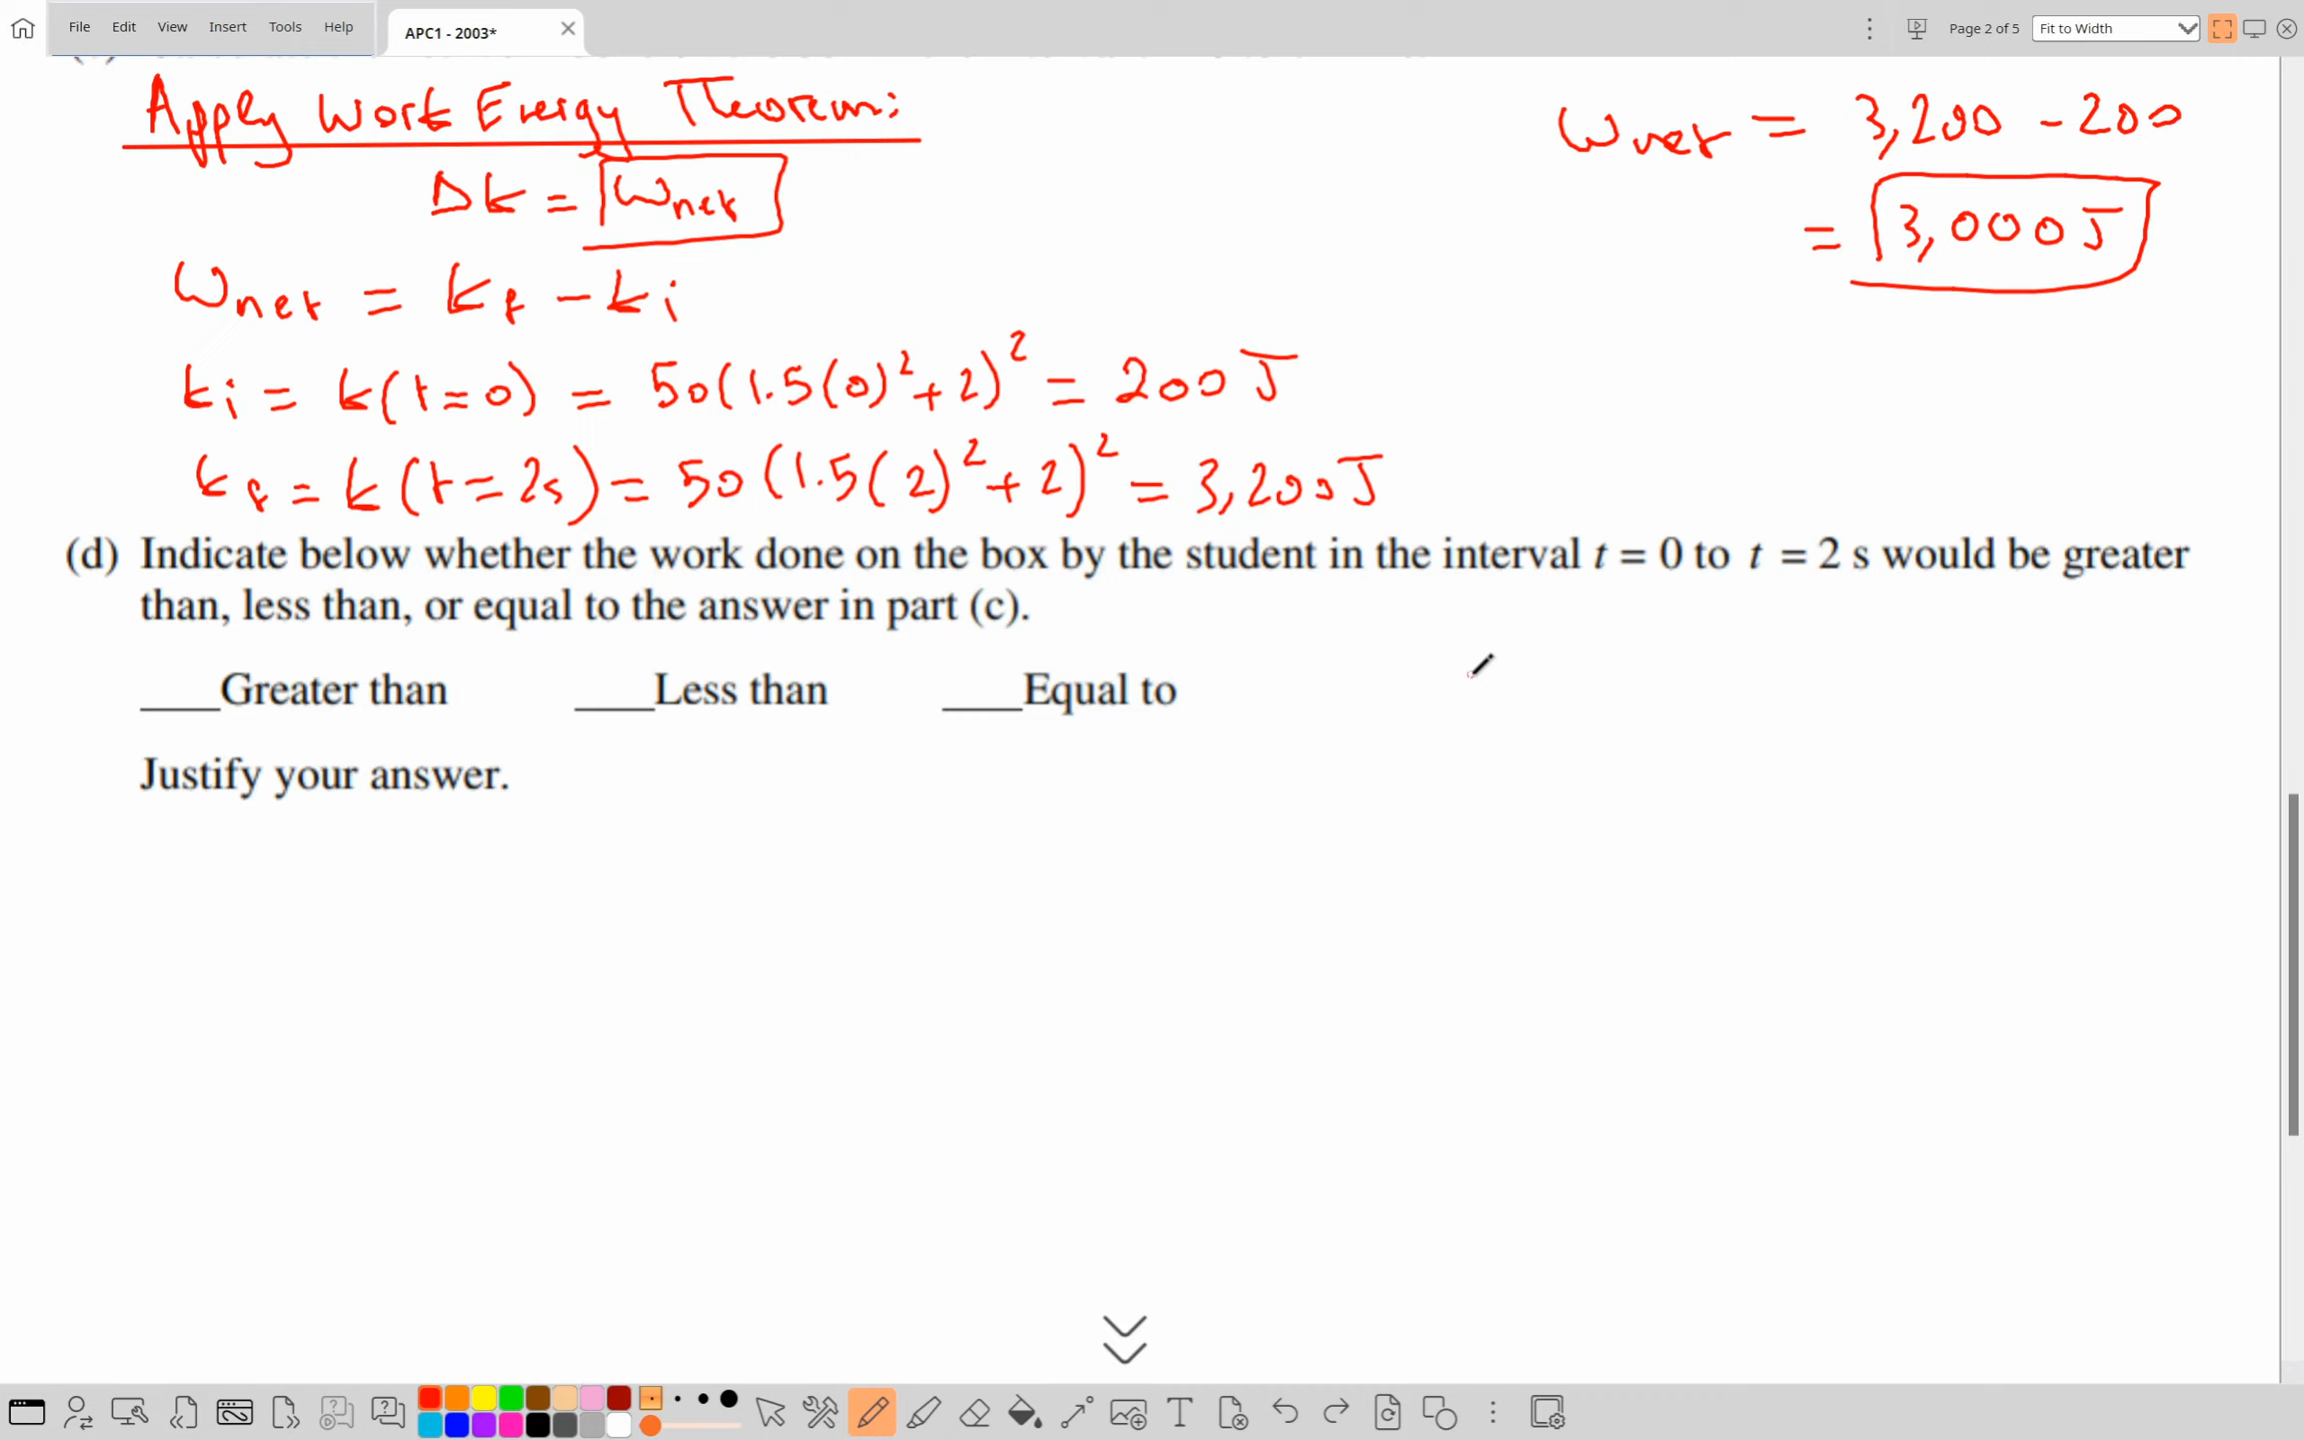 File Edit View Insert Tools Help
APC1 - 2003*
Page 2 of 5
Fit to Width
Apply Work Energy Theorem:
ΔK = Wnet
Wnet = Kf - Ki
Ki = K(t=0) = 50(1.5(0)²+2)² = 200J
Kf = K(t=2s) = 50(1.5(2)²+2)² = 3,200J
Wnet = 3,200 - 200
= 3,000J
(d) Indicate below whether the work done on the box by the student in the interval t = 0 to t = 2 s would be greater
than, less than, or equal to the answer in part (c).
____Greater than ____Less than ____Equal to
Justify your answer.